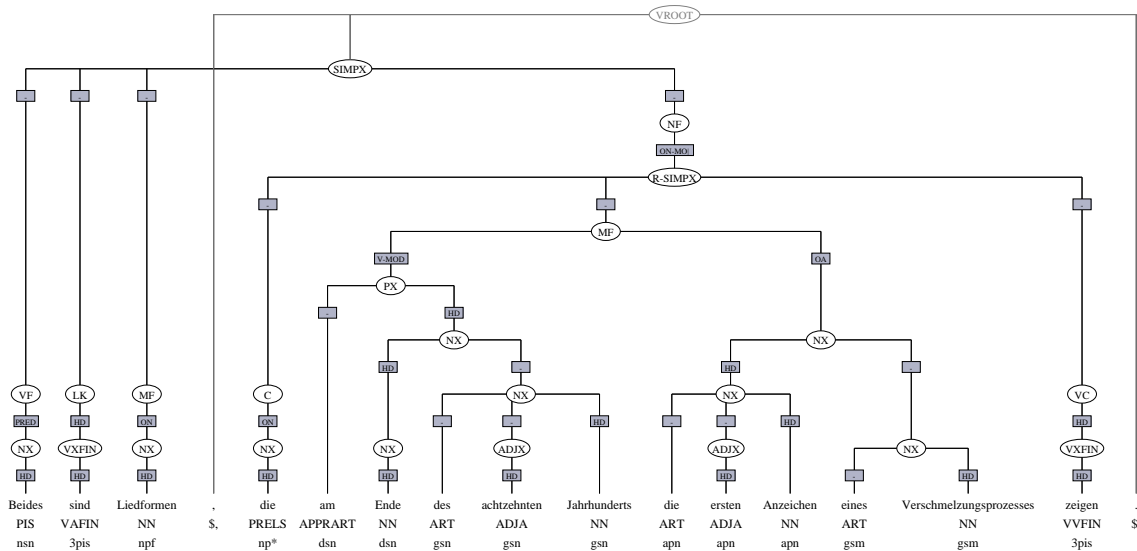 VROOT
SIMPX
- - - -
NF
ON-MO
R-SIMPX
- - -
MF
V-MOD OA
PX
- HD
NX NX
HD - HD -
VF LK MF C NX NX VC
PRED HD ON ON - - HD - - HD HD
NX VXFIN NX NX NX ADJX ADJX NX VXFIN
HD HD HD HD HD HD HD - HD HD
Beides sind Liedformen , die am Ende des achtzehnten Jahrhunderts die ersten Anzeichen eines Verschmelzungsprozesses zeigen .
PIS VAFIN NN $, PRELS APPRART NN ART ADJA NN ART ADJA NN ART NN VVFIN $
nsn 3pis npf np* dsn dsn gsn gsn gsn apn apn apn gsm gsm 3pis